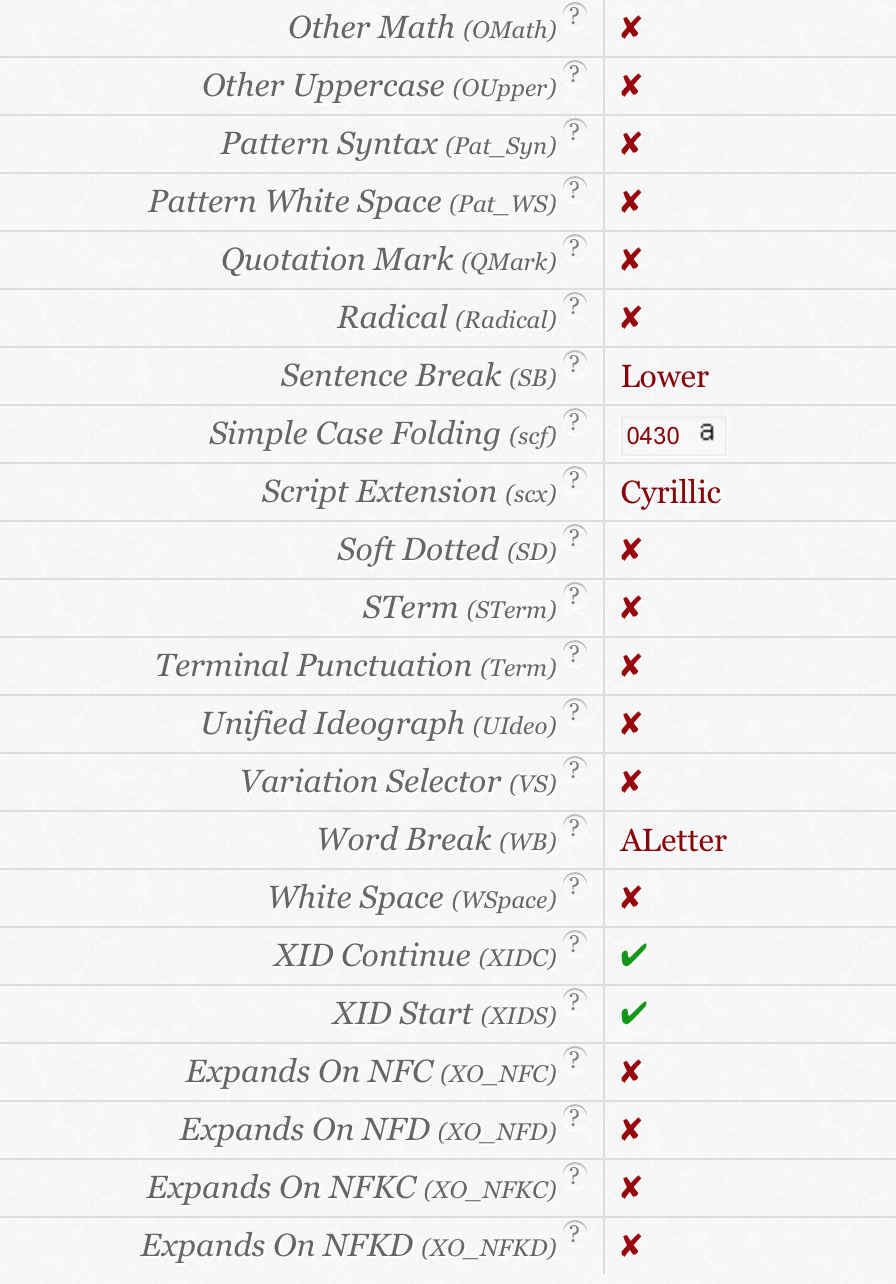 Other Math (OMath) ? ✘
Other Uppercase (OUpper) ? ✘
Pattern Syntax (Pat_Syn) ? ✘
Pattern White Space (Pat_WS) ? ✘
Quotation Mark (QMark) ? ✘
Radical (Radical) ? ✘
Sentence Break (SB) ? Lower
Simple Case Folding (scf) ? 0430 а
Script Extension (scx) ? Cyrillic
Soft Dotted (SD) ? ✘
STerm (STerm) ? ✘
Terminal Punctuation (Term) ? ✘
Unified Ideograph (UIdeo) ? ✘
Variation Selector (VS) ? ✘
Word Break (WB) ? ALetter
White Space (WSpace) ? ✘
XID Continue (XIDC) ? ✔
XID Start (XIDS) ? ✔
Expands On NFC (XO_NFC) ? ✘
Expands On NFD (XO_NFD) ? ✘
Expands On NFKC (XO_NFKC) ? ✘
Expands On NFKD (XO_NFKD) ? ✘